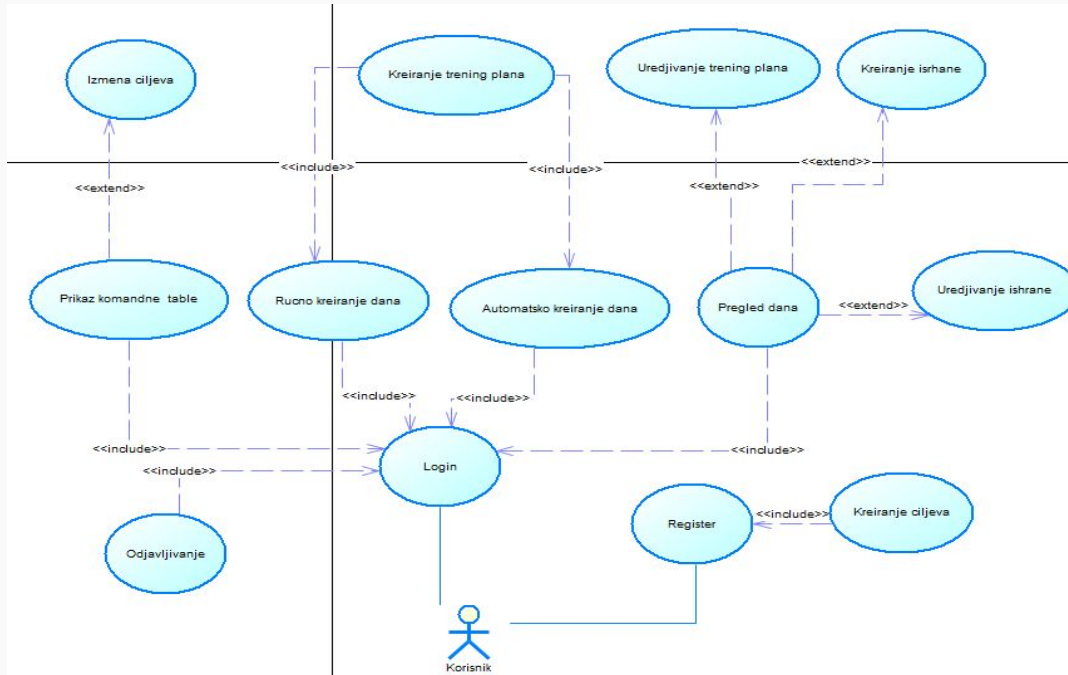 Izmena ciljeva
Kreiranje trening plana
Uredjivanje trening plana
Kreiranje isrhane
<<include>>
<<include>>
<<extend>>
<<extend>>
<<extend>>
Prikaz komandne table
Rucno kreiranje dana
Automatsko kreiranje dana
Pregled dana
<<extend>>
Uredjivanje ishrane
<<include>>
<<include>>
<<include>>
<<include>>
<<include>>
Login
Odjavljivanje
Register
<<include>>
Kreiranje ciljeva
Korisnik